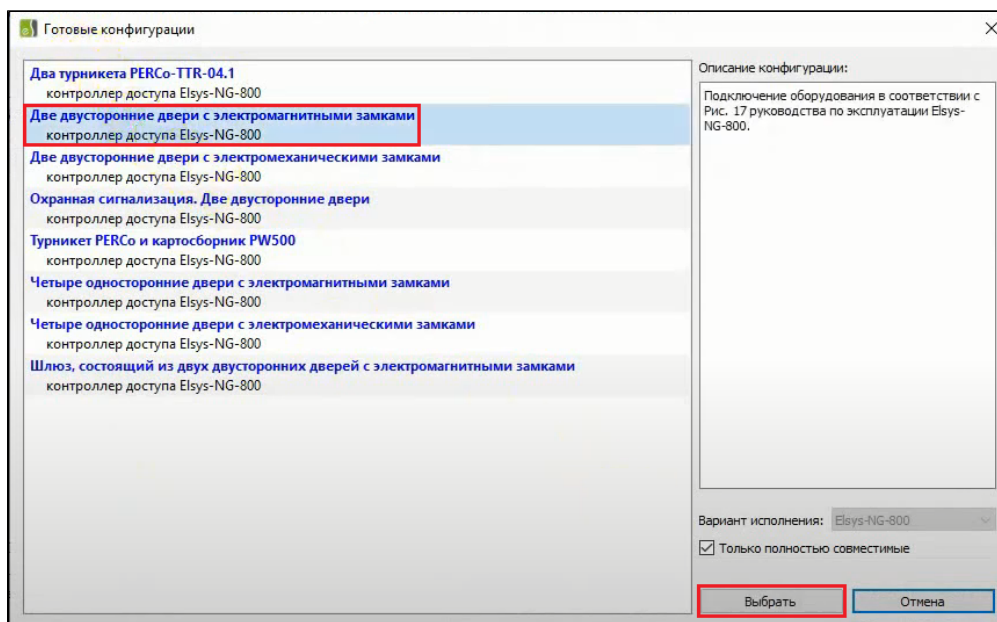 Готовые конфигурации
Два турникета PERCo-TTR-04.1
контроллер доступа Elsys-NG-800
Две двусторонние двери с электромагнитными замками
контроллер доступа Elsys-NG-800
Две двусторонние двери с электромеханическими замками
контроллер доступа Elsys-NG-800
Охранная сигнализация. Две двусторонние двери
контроллер доступа Elsys-NG-800
Турникет PERCo и картосборник PW500
контроллер доступа Elsys-NG-800
Четыре односторонние двери с электромагнитными замками
контроллер доступа Elsys-NG-800
Четыре односторонние двери с электромеханическими замками
контроллер доступа Elsys-NG-800
Шлюз, состоящий из двух двусторонних дверей с электромагнитными замками
контроллер доступа Elsys-NG-800
Описание конфигурации:
Подключение оборудования в соответствии с
Рис. 17 руководства по эксплуатации Elsys-
NG-800.
Вариант исполнения: Elsys-NG-800
Только полностью совместимые
Выбрать
Отмена